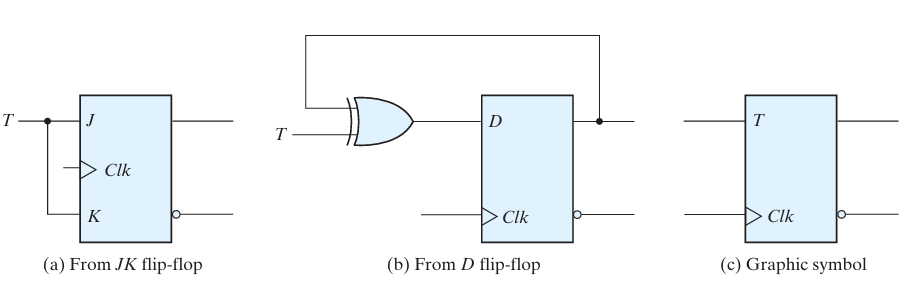 T
J
Clk
K
(a) From JK flip-flop
T
D
Clk
(b) From D flip-flop
T
Clk
(c) Graphic symbol